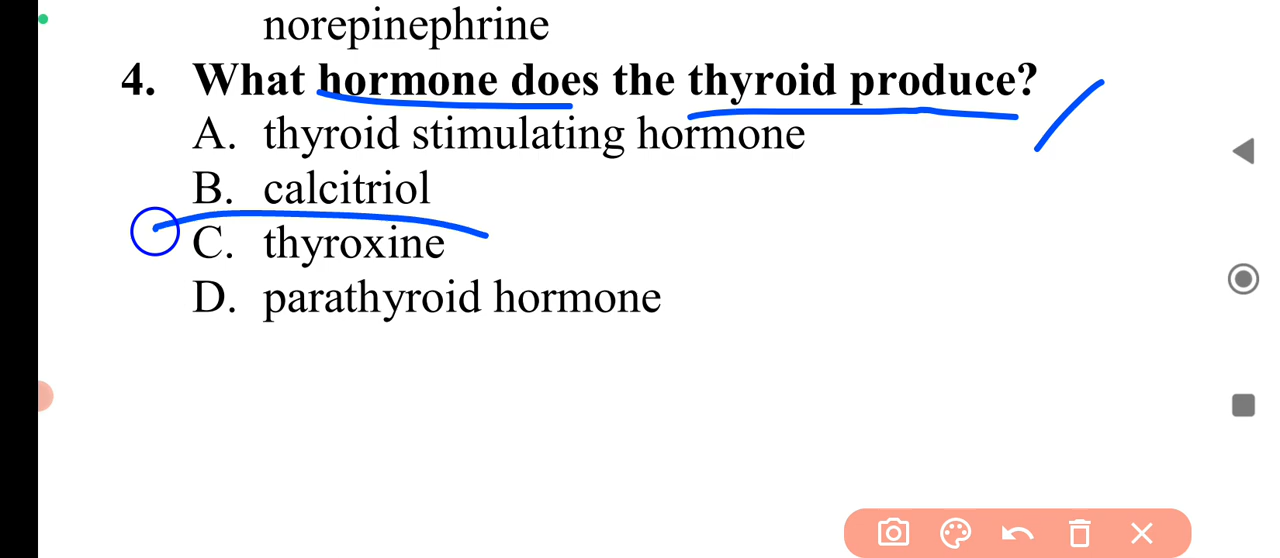 norepinephrine
4. What hormone does the thyroid produce?
A. thyroid stimulating hormone
B. calcitriol
C. thyroxine
D. parathyroid hormone